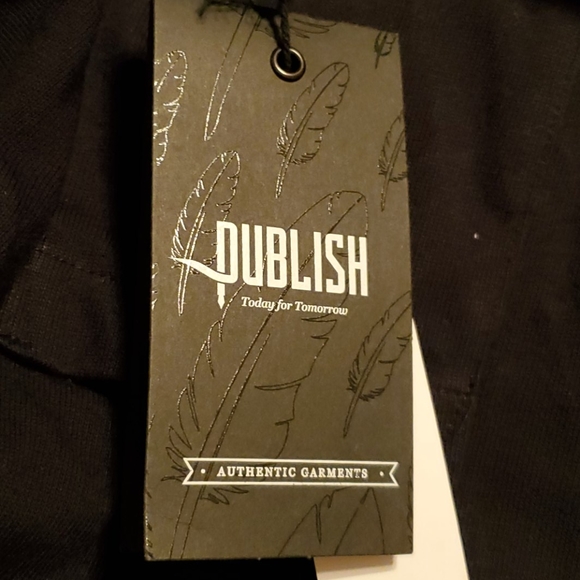 PUBLISH
Today for Tomorrow
AUTHENTIC GARMENTS